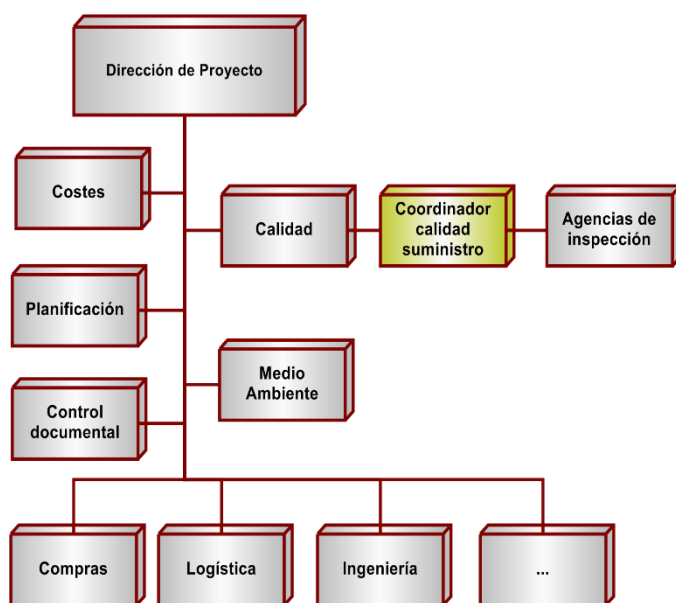 Dirección de Proyecto
Costes
Calidad
Coordinador
calidad
suministro
Agencias de
inspección
Planificación
Medio
Ambiente
Control
documental
Compras
Logística
Ingeniería
...